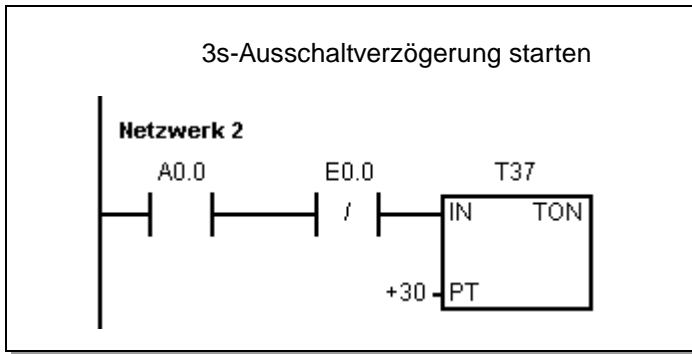 3s-Ausschaltverzögerung starten
Netzwerk 2
A0.0 E0.0 T37
/ IN TON
+30 PT